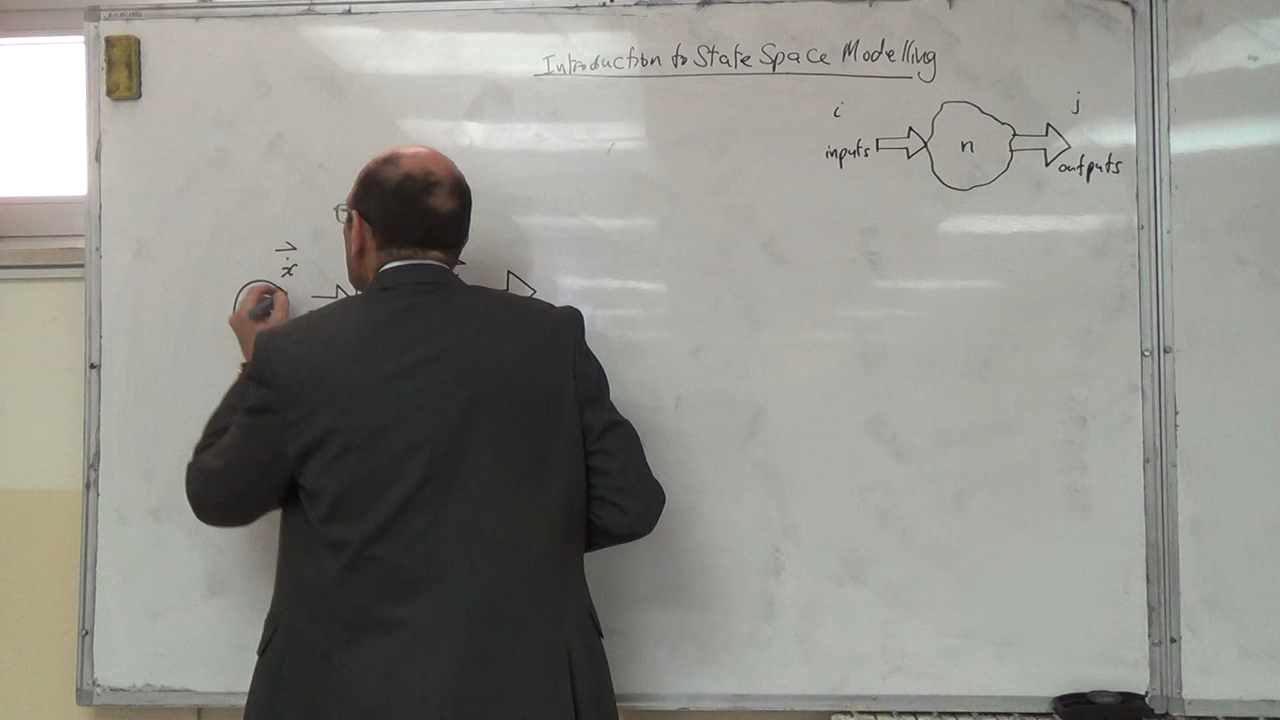 Introduction to State Space Modelling
i
j
inputs
n
outputs
ẋ